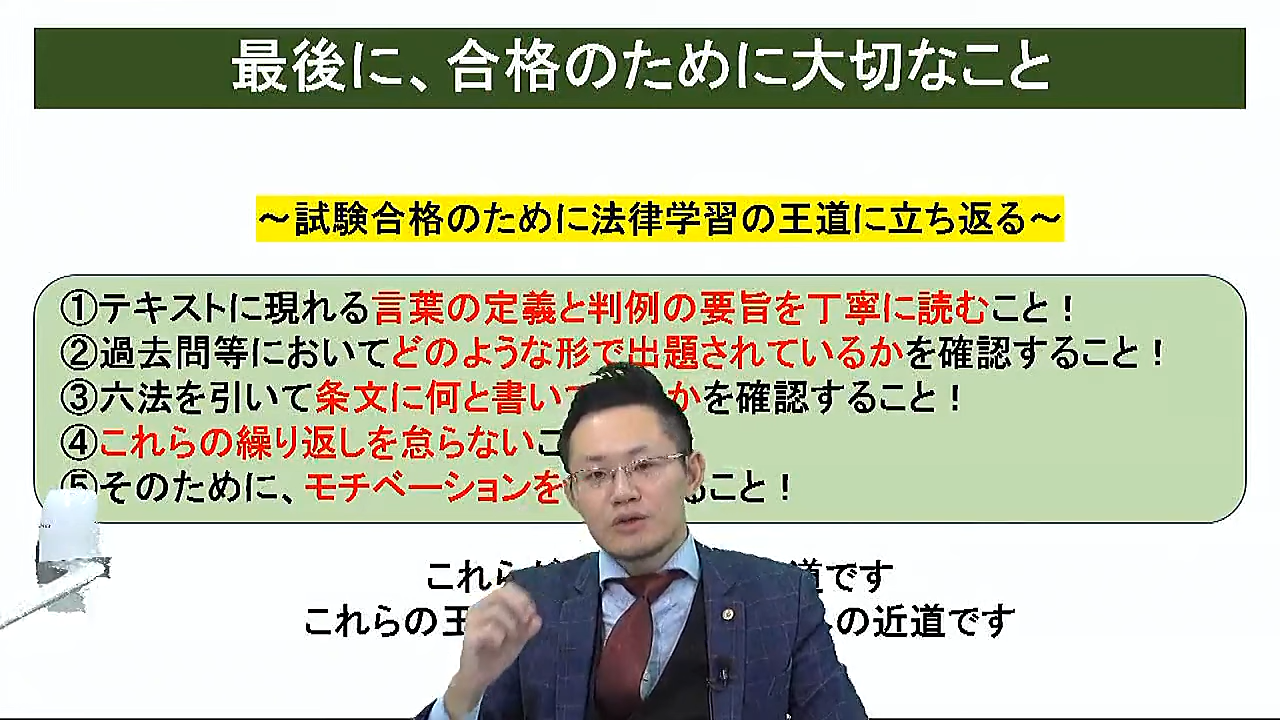 最後に、合格のために大切なこと
～試験合格のために法律学習の王道に立ち返る～
①テキストに現れる言葉の定義と判例の要旨を丁寧に読むこと！
②過去問等においてどのような形で出題されているかを確認すること！
③六法を引いて条文に何と書いて かを確認すること！
④これらの繰り返しを怠らないこ
⑤そのために、モチベーションを ること！
これらが 道です
これらの王 の近道です